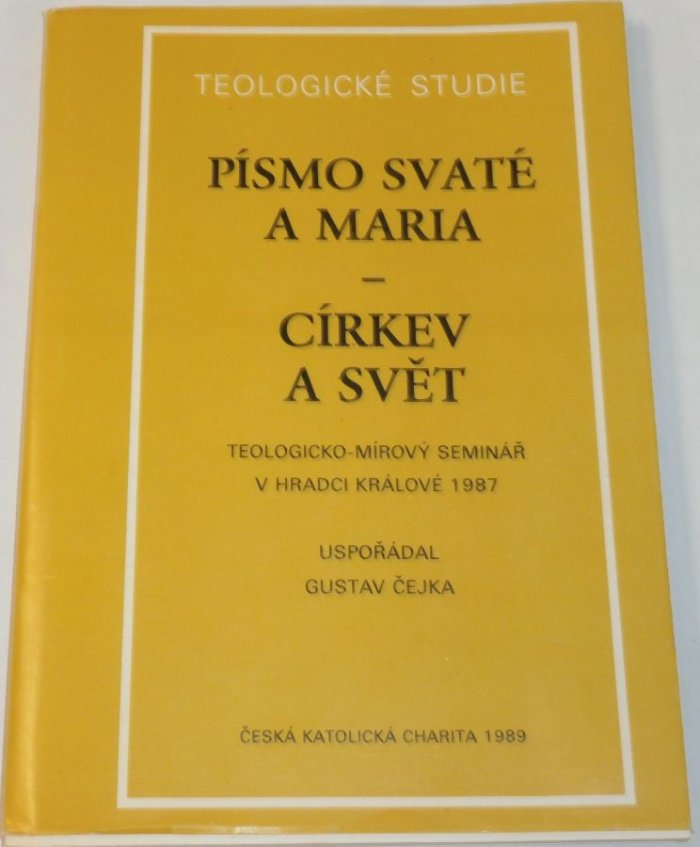 TEOLOGICKÉ STUDIE
PÍSMO SVATÉ
A MARIA
–
CÍRKEV
A SVĚT
TEOLOGICKO-MÍROVÝ SEMINÁŘ
V HRADCI KRÁLOVÉ 1987
USPOŘÁDAL
GUSTAV ČEJKA
ČESKÁ KATOLICKÁ CHARITA 1989